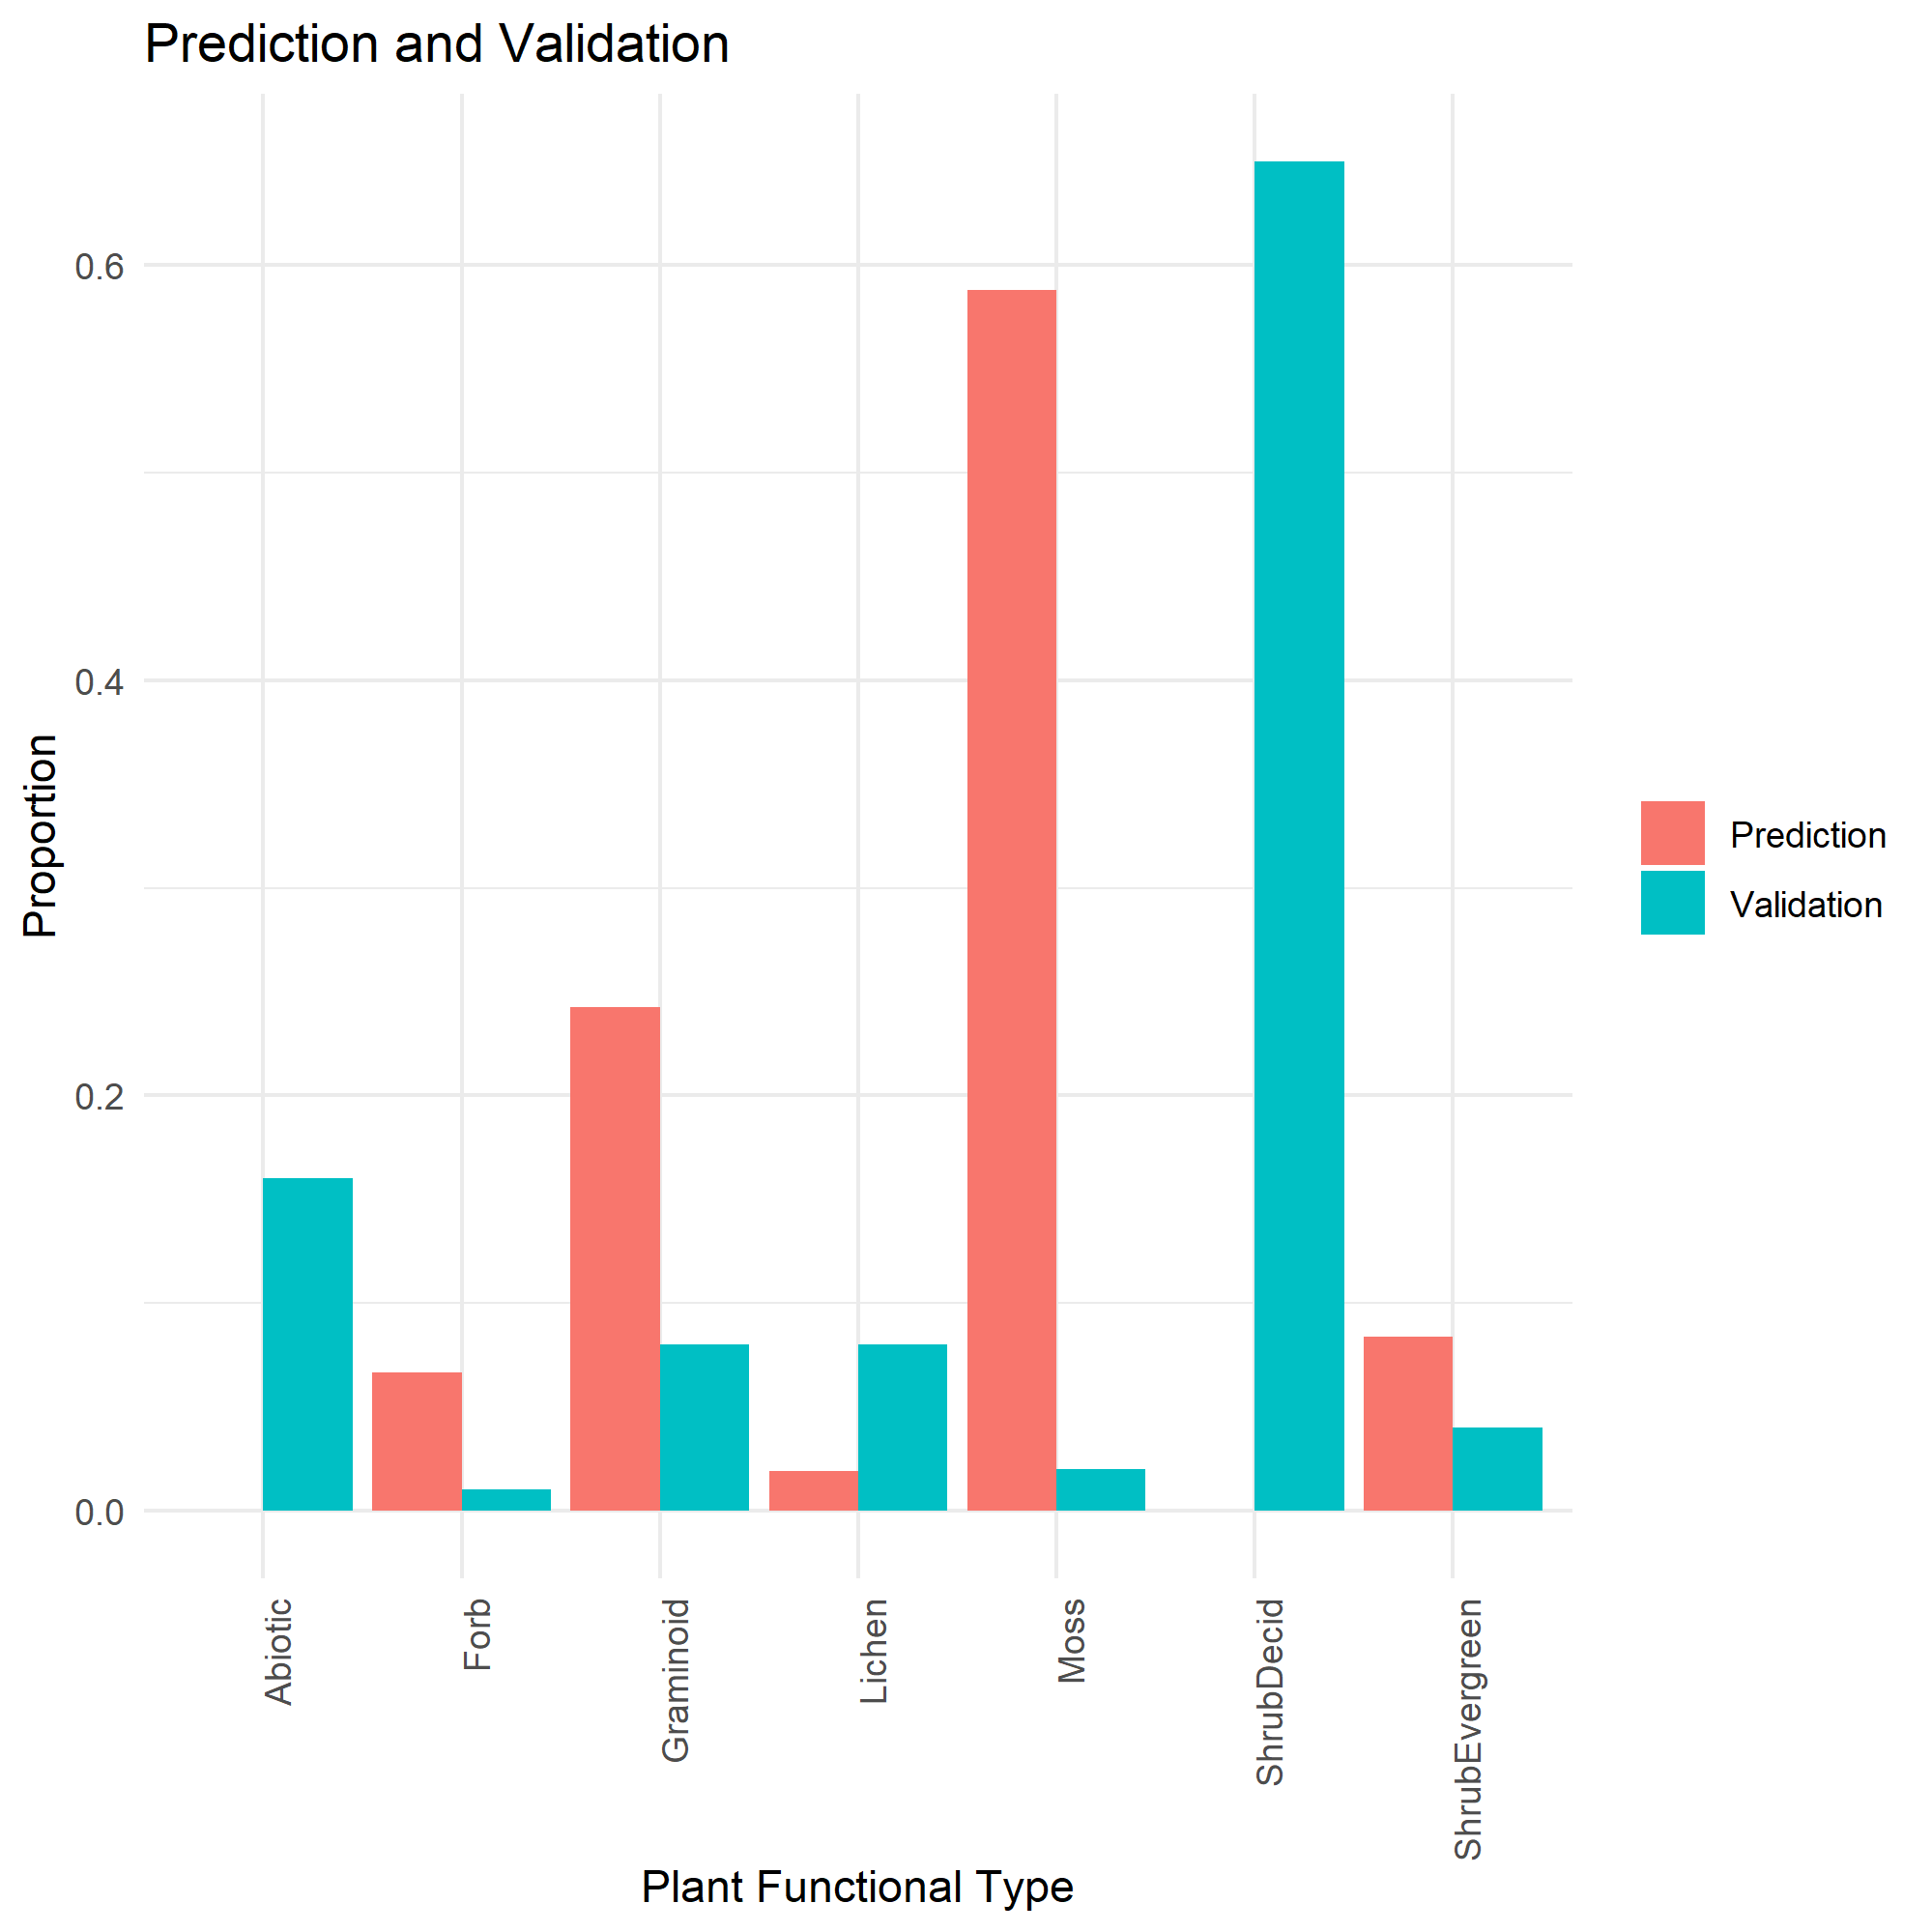 Prediction and Validation
Proportion
0.6
0.4
0.2
0.0
Abiotic
Forb
Graminoid
Lichen
Moss
ShrubDecid
ShrubEvergreen
Plant Functional Type
Prediction
Validation